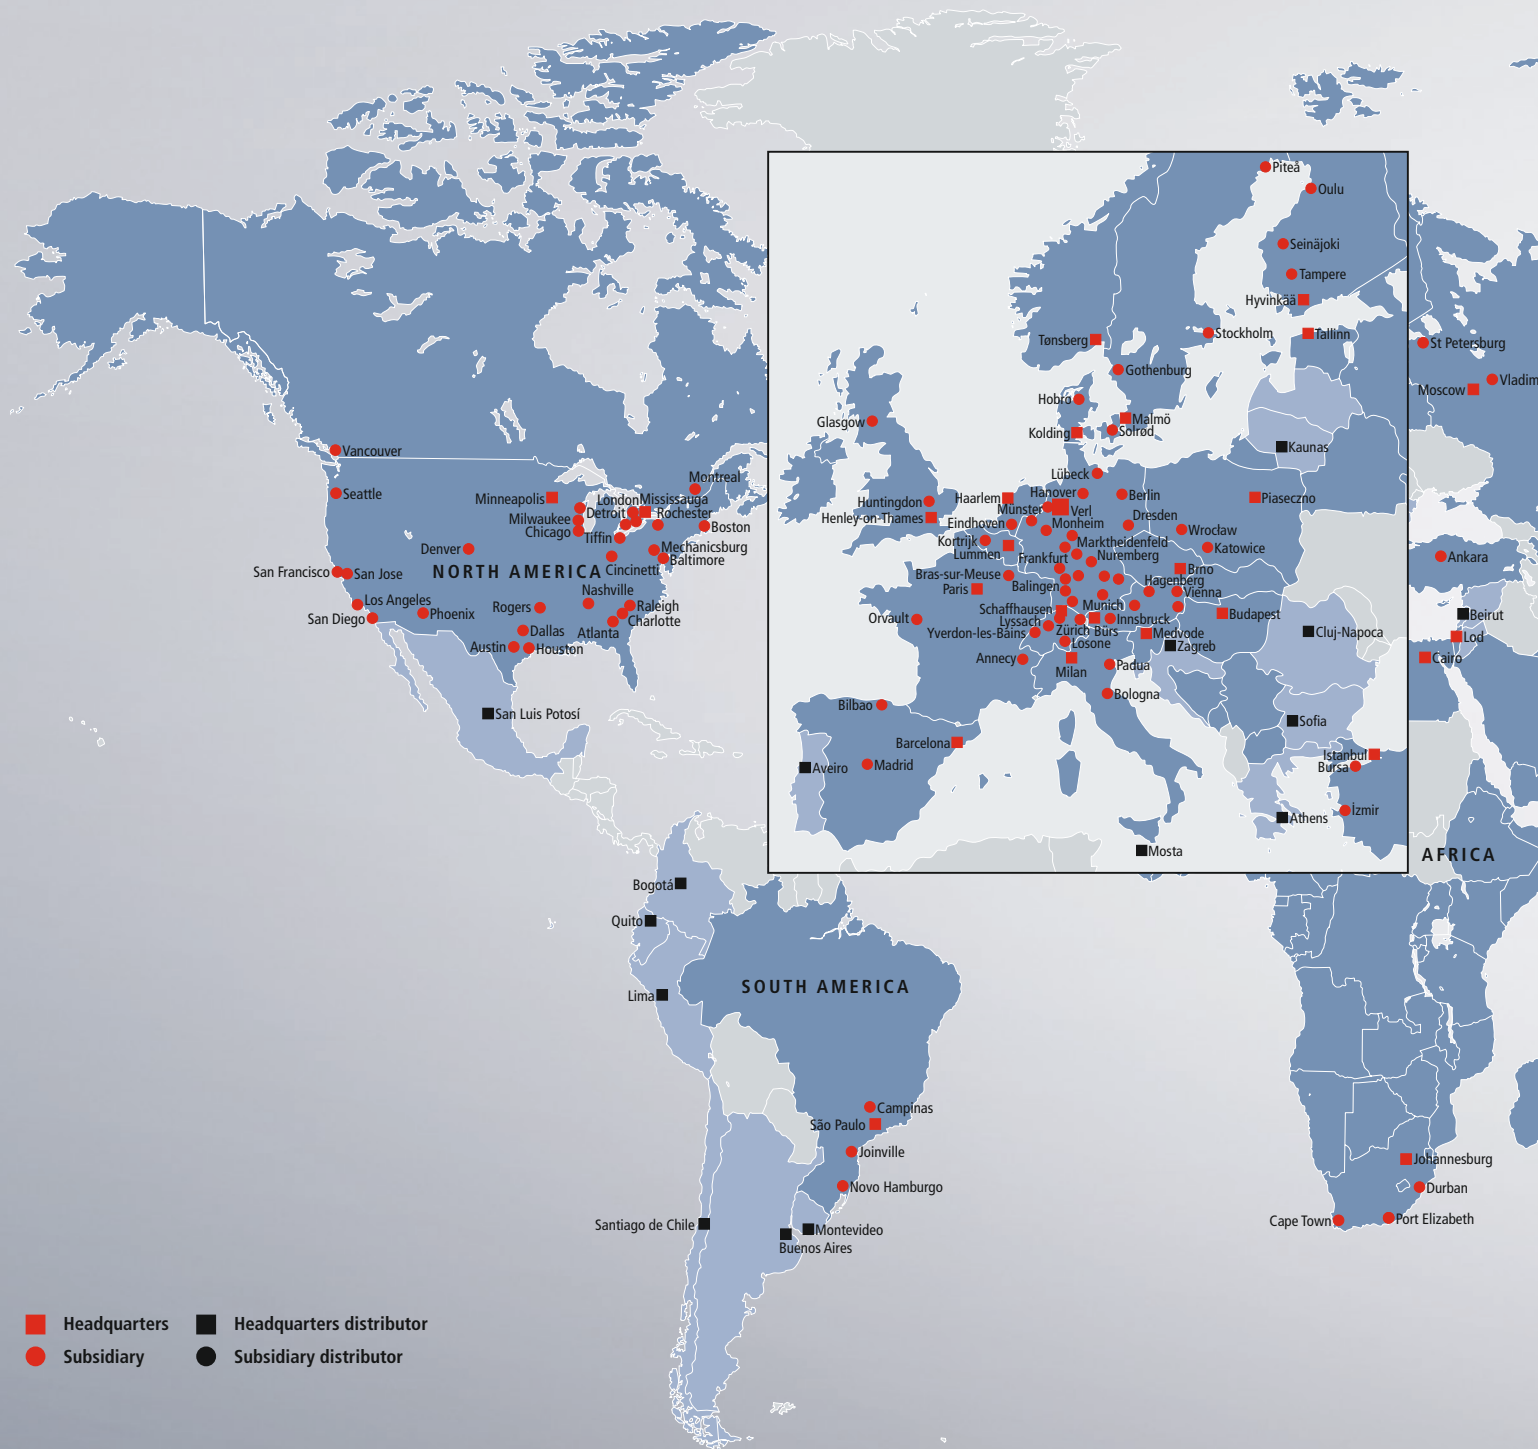 Piteå
Oulu
Seinäjoki
Tampere
Hyvinkää
Tønsberg
Stockholm
Tallinn
St Petersburg
Gothenburg
Moscow
Hobrø
Malmö
Glasgow
Kolding
Solrød
Vancouver
Kaunas
Lübeck
Montreal
Seattle
Minneapolis
London
Mississauga
Haarlem
Hanover
Berlin
Piaseczno
Huntingdon
Münster
Verl
Detroit
Rochester
Milwaukee
Henley-on-Thames
Eindhoven
Monheim
Dresden
Boston
Chicago
Tiffin
Wrocław
Kortrijk
Marktheidenfeld
Katowice
Denver
Mechanicsburg
Lummen
Frankfurt
Nuremberg
Ankara
Baltimore
San Francisco
San Jose
NORTH AMERICA
Cincinetti
Bras-sur-Meuse
Brno
Paris
Balingen
Hagenberg
Vienna
Nashville
Los Angeles
Rogers
Raleigh
Schaffhausen
Munich
Phoenix
San Diego
Charlotte
Orvault
Lyssach
Innsbruck
Budapest
Beirut
Dallas
Atlanta
Yverdon-les-Bains
Zürich
Bürs
Medvode
Cluj-Napoca
Lod
Austin
Houston
Losone
Zagreb
Annecy
Milan
Padua
Cairo
Bologna
Bilbao
San Luis Potosí
Sofia
Barcelona
Istanbul
Aveiro
Madrid
Bursa
İzmir
Athens
Mosta
AFRICA
Bogotá
Quito
SOUTH AMERICA
Lima
Campinas
São Paulo
Joinville
Johannesburg
Novo Hamburgo
Durban
Santiago de Chile
Montevideo
Cape Town
Port Elizabeth
Buenos Aires
Headquarters
Headquarters distributor
Subsidiary
Subsidiary distributor